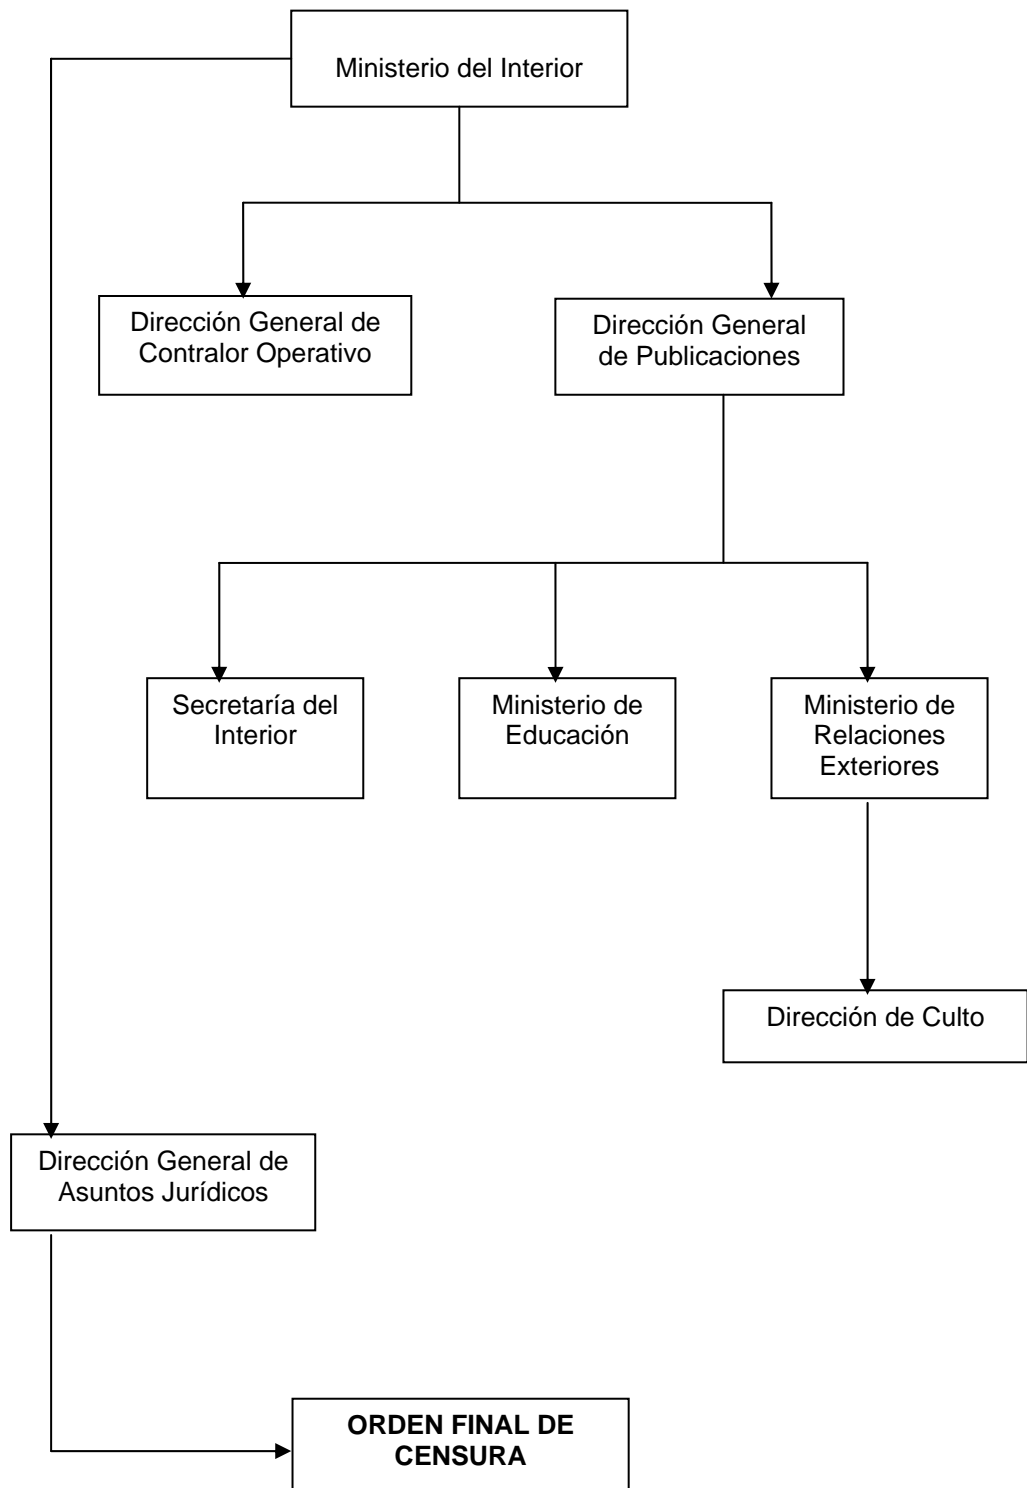 Ministerio del Interior
Dirección General de
Contralor Operativo
Dirección General
de Publicaciones
Secretaría del
Interior
Ministerio de
Educación
Ministerio de
Relaciones
Exteriores
Dirección de Culto
Dirección General de
Asuntos Jurídicos
ORDEN FINAL DE
CENSURA